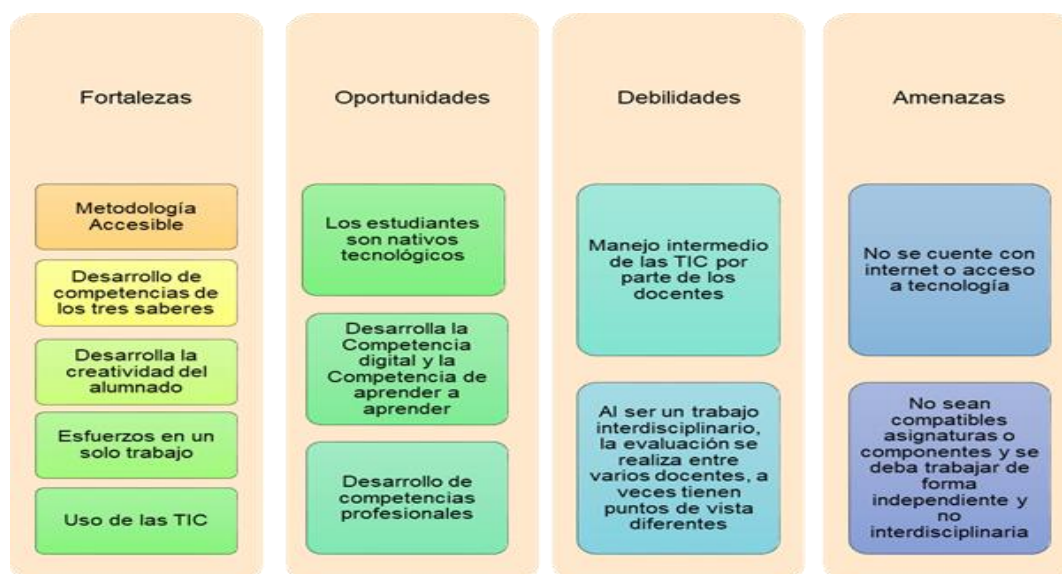 Fortalezas
Metodología
Accesible
Desarrollo de
competencias de
los tres saberes
Desarrolla la
creatividad del
alumnado
Esfuerzos en un
solo trabajo
Uso de las TIC
Oportunidades
Los estudiantes
son nativos
tecnológicos
Desarrolla la
Competencia
digital y la
Competencia de
aprender a
aprender
Desarrollo de
competencias
profesionales
Debilidades
Manejo intermedio
de las TIC por
parte de los
docentes
Al ser un trabajo
interdisciplinario,
la evaluación se
realiza entre
varios docentes, a
veces tienen
puntos de vista
diferentes
Amenazas
No se cuente con
internet o acceso
a tecnología
No sean
compatibles
asignaturas o
componentes y se
deba trabajar de
forma
independiente y
no
interdisciplinaria